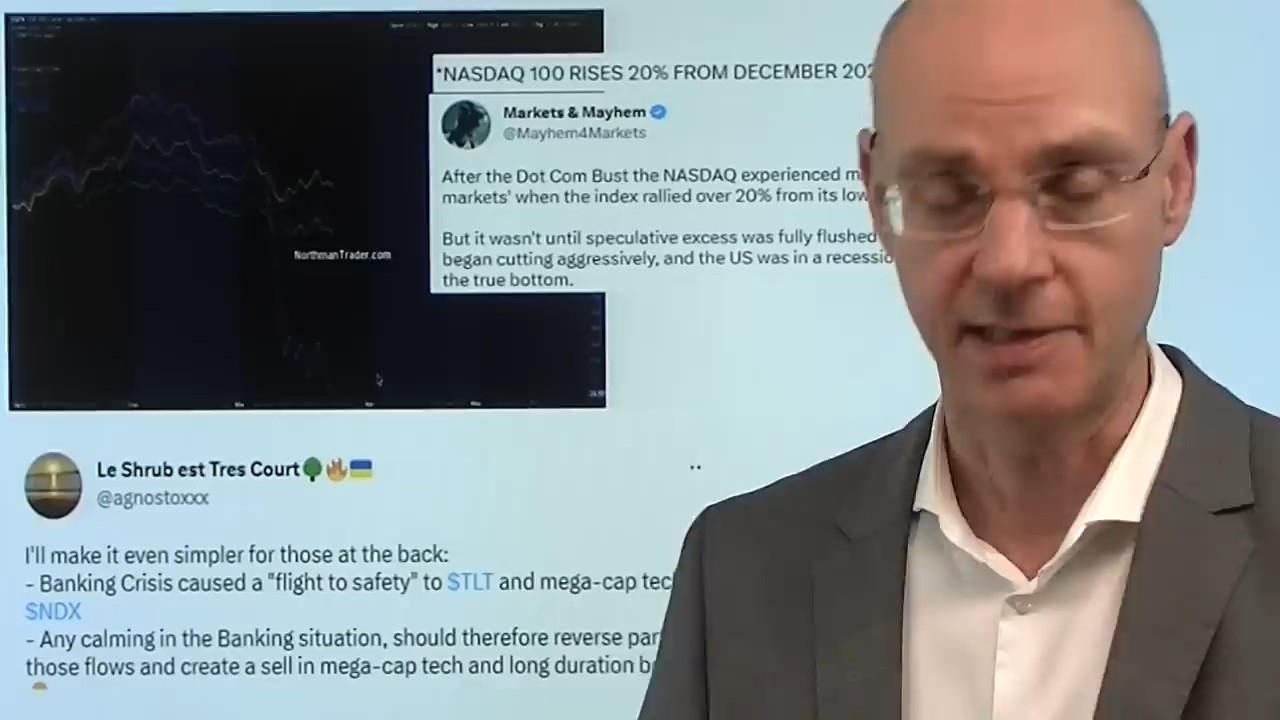 *NASDAQ 100 RISES 20% FROM DECEMBER 202
Markets & Mayhem
@Mayhem4Markets
After the Dot Com Bust the NASDAQ experienced m
markets' when the index rallied over 20% from its low
But it wasn't until speculative excess was fully flushed
began cutting aggressively, and the US was in a recessio
the true bottom.
NorthmanTrader.com
Le Shrub est Tres Court🌳🔥🇺🇦
@agnostoxxx
I'll make it even simpler for those at the back:
- Banking Crisis caused a "flight to safety" to $TLT and mega-cap tec
$NDX
- Any calming in the Banking situation, should therefore reverse par
those flows and create a sell in mega-cap tech and long duration b